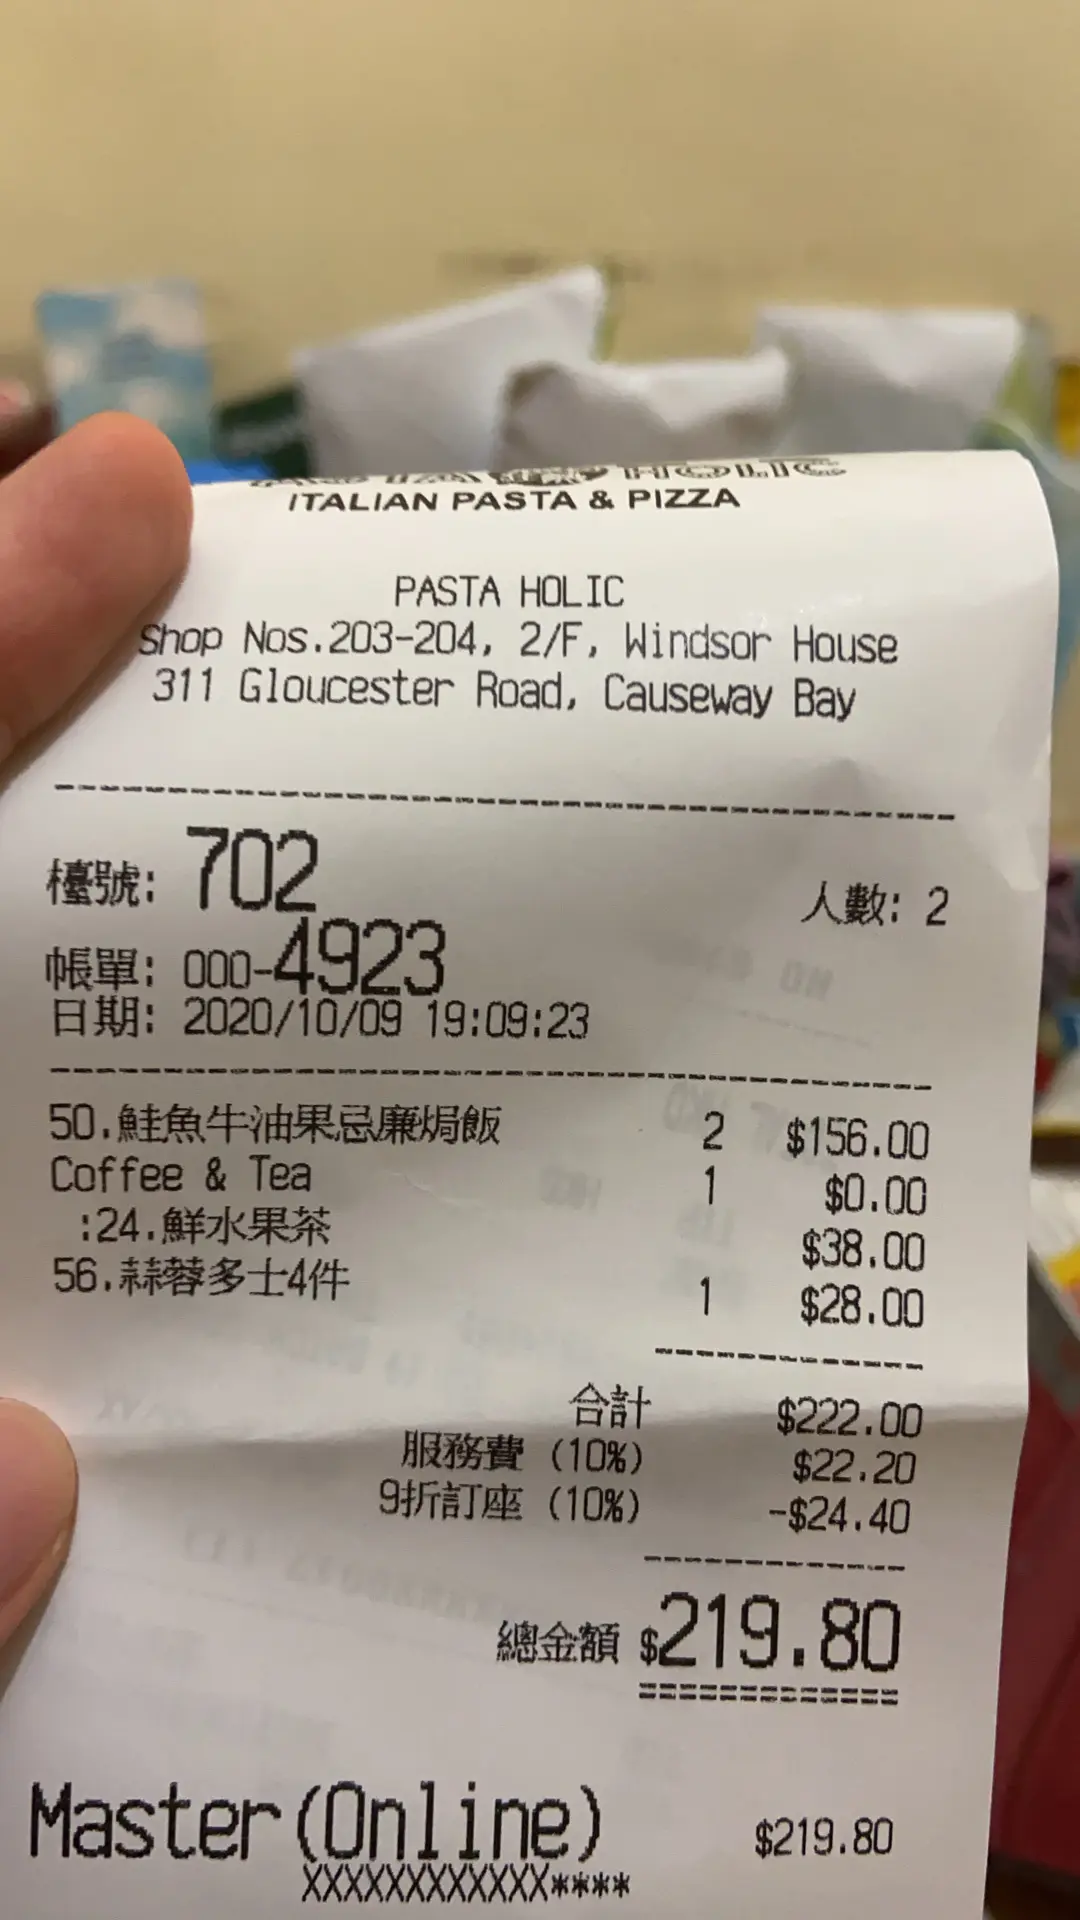 HOLIC
ITALIAN PASTA & PIZZA
PASTA HOLIC
Shop Nos.203-204, 2/F, Windsor House
311 Gloucester Road, Causeway Bay
檯號: 702 人數: 2
帳單: 000-4923
日期: 2020/10/09 19:09:23
50.鮭魚牛油果忌廉焗飯 2 $156.00
Coffee & Tea 1 $0.00
:24.鮮水果茶 $38.00
56.蒜蓉多士4件 1 $28.00
合計 $222.00
服務費 (10%) $22.20
9折訂座 (10%) -$24.40
總金額 $219.80
=============
Master(Online) $219.80
XXXXXXXXXXXX****